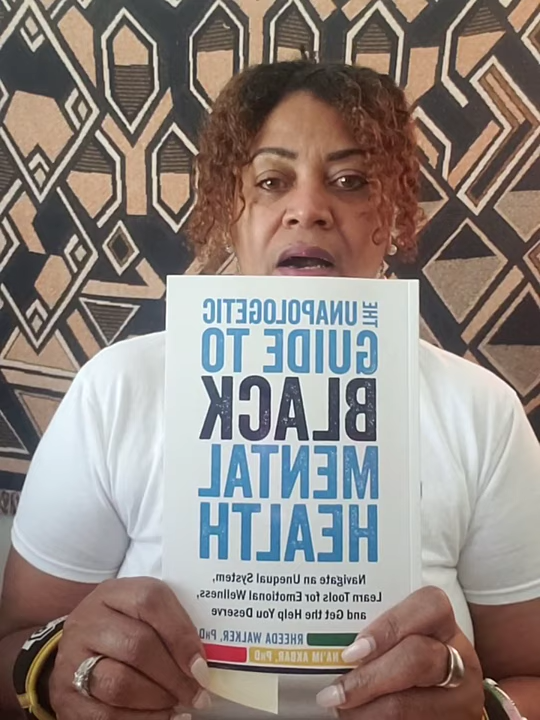 THE UNAPOLOGETIC
GUIDE TO
BLACK
MENTAL
HEALTH
Navigate an Unequal System,
Learn Tools for Emotional Wellness,
and Get the Help You Deserve
RHEEDA WALKER, PhD
NA'IM AKBAR, PhD